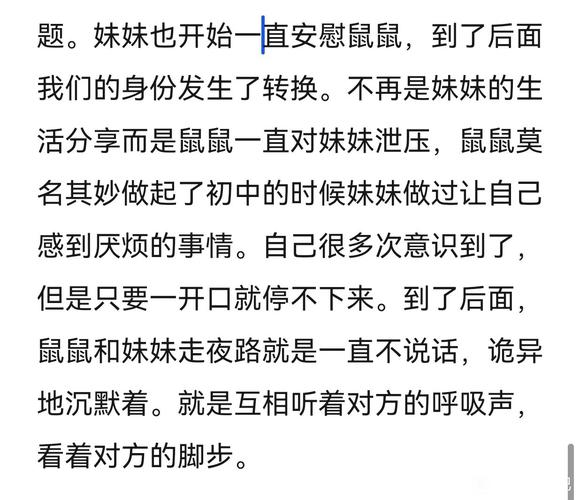 题。妹妹也开始一直安慰鼠鼠，到了后面
我们的身份发生了转换。不再是妹妹的生
活分享而是鼠鼠一直对妹妹泄压，鼠鼠莫
名其妙做起了初中的时候妹妹做过让自己
感到厌烦的事情。自己很多次意识到了，
但是只要一开口就停不下来。到了后面，
鼠鼠和妹妹走夜路就是一直不说话，诡异
地沉默着。就是互相听着对方的呼吸声，
看着对方的脚步。